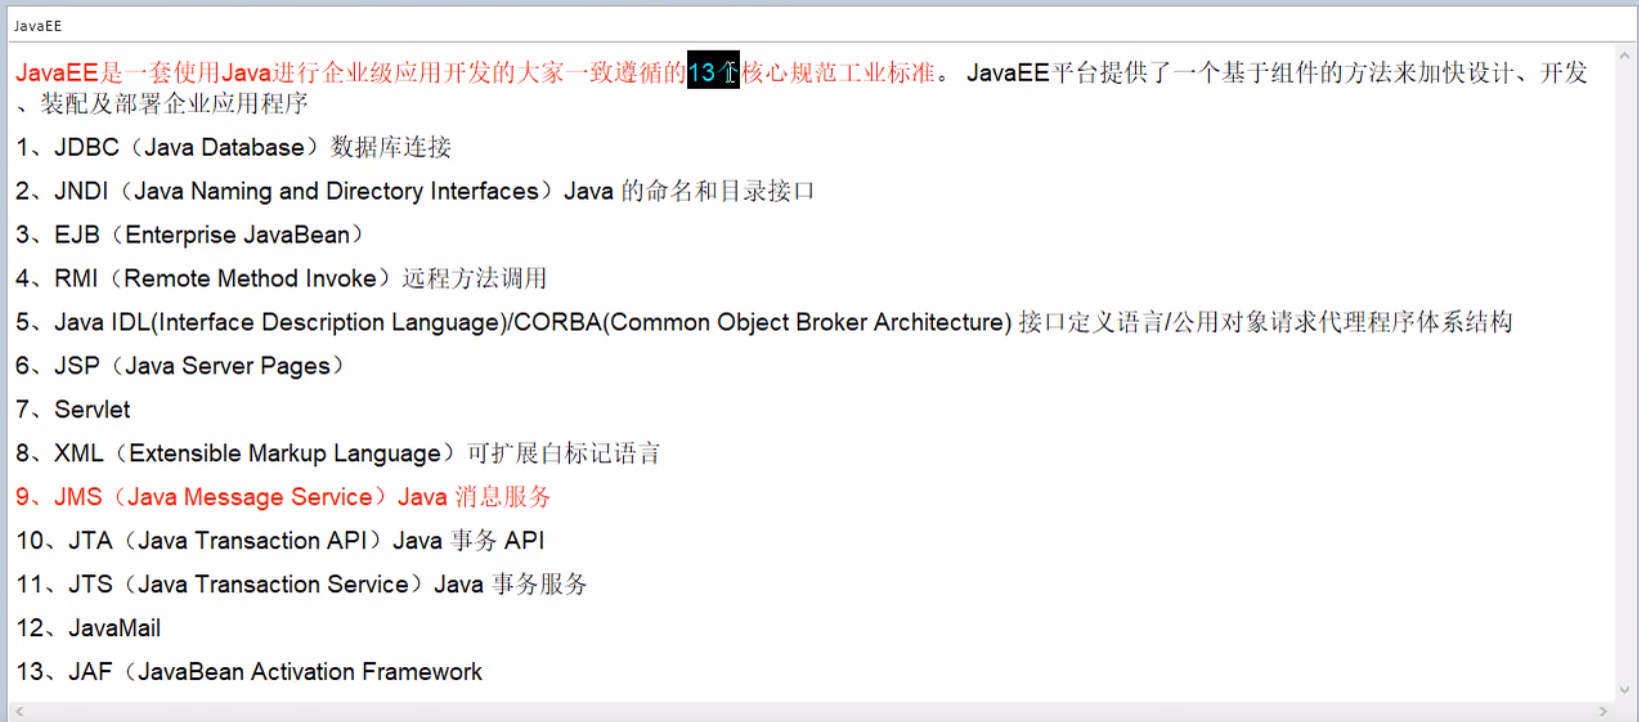 JavaEE
JavaEE是一套使用Java进行企业级应用开发的大家一致遵循的13个核心规范工业标准。 JavaEE平台提供了一个基于组件的方法来加快设计、开发
、装配及部署企业应用程序
1、JDBC（Java Database）数据库连接
2、JNDI（Java Naming and Directory Interfaces）Java 的命名和目录接口
3、EJB（Enterprise JavaBean）
4、RMI（Remote Method Invoke）远程方法调用
5、Java IDL(Interface Description Language)/CORBA(Common Object Broker Architecture) 接口定义语言/公用对象请求代理程序体系结构
6、JSP（Java Server Pages）
7、Servlet
8、XML（Extensible Markup Language）可扩展白标记语言
9、JMS（Java Message Service）Java 消息服务
10、JTA（Java Transaction API）Java 事务 API
11、JTS（Java Transaction Service）Java 事务服务
12、JavaMail
13、JAF（JavaBean Activation Framework